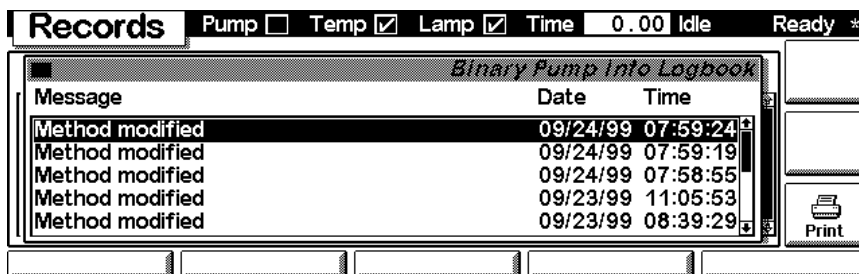 Records Pump Temp Lamp Time 0.00 Idle Ready *
Binary Pump Info Logbook
Message Date Time
Method modified 09/24/99 07:59:24
Method modified 09/24/99 07:59:19
Method modified 09/24/99 07:58:55
Method modified 09/23/99 11:05:53
Method modified 09/23/99 08:39:29
Print